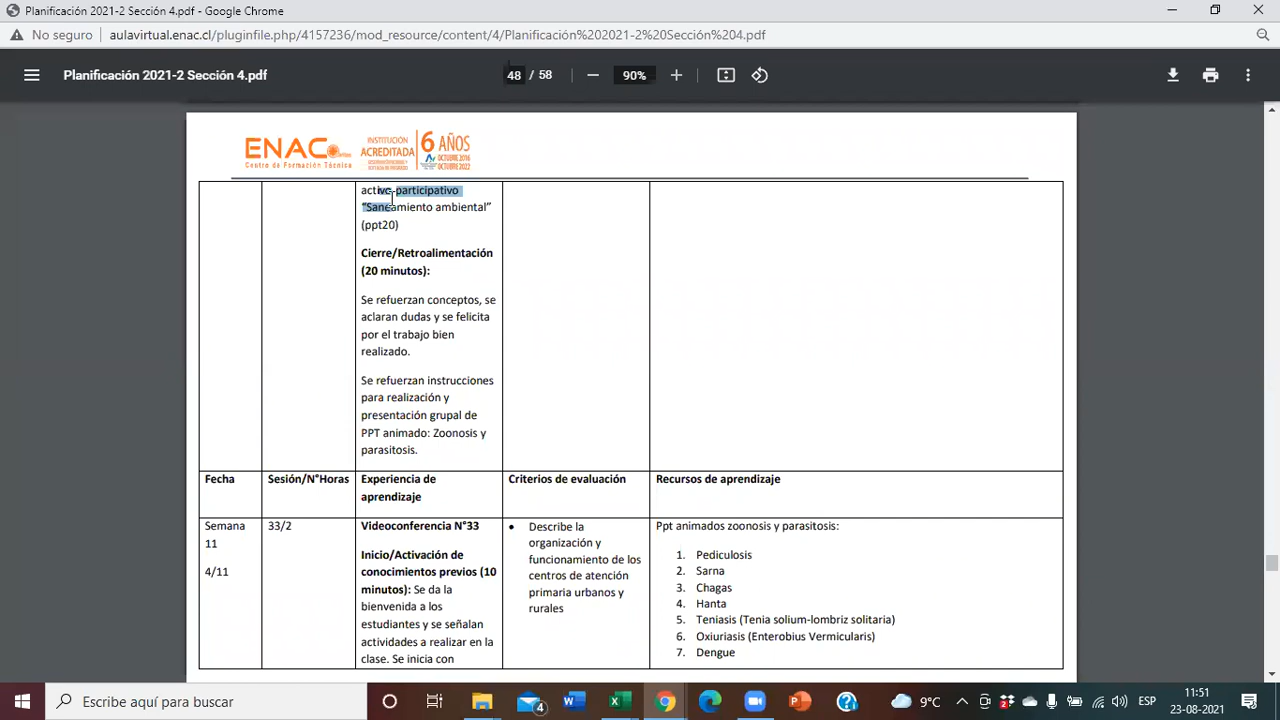 Planificación 2021-2 Sección 4.pdf - Google Chrome
No seguro aulavirtual.enac.cl/pluginfile.php/4157236/mod_resource/content/4/Planificación%202021-2%20Sección%204.pdf
Planificación 2021-2 Sección 4.pdf
48 / 58
90%
ENAC
Centro de Formación Técnica
INSTITUCIÓN
ACREDITADA
6 AÑOS
OCTUBRE 2016
OCTUBRE 2022
activo-participativo
“Saneamiento ambiental”
(ppt20)
Cierre/Retroalimentación
(20 minutos):
Se refuerzan conceptos, se
aclaran dudas y se felicita
por el trabajo bien
realizado.
Se refuerzan instrucciones
para realización y
presentación grupal de
PPT animado: Zoonosis y
parasitosis.
Fecha
Sesión/N°Horas
Experiencia de
aprendizaje
Criterios de evaluación
Recursos de aprendizaje
Semana
11
4/11
33/2
Videoconferencia N°33
Inicio/Activación de
conocimientos previos (10
minutos): Se da la
bienvenida a los
estudiantes y se señalan
actividades a realizar en la
clase. Se inicia con
• Describe la
organización y
funcionamiento de los
centros de atención
primaria urbanos y
rurales
Ppt animados zoonosis y parasitosis:
1. Pediculosis
2. Sarna
3. Chagas
4. Hanta
5. Teniasis (Tenia solium-lombriz solitaria)
6. Oxiuriasis (Enterobius Vermicularis)
7. Dengue
Escribe aquí para buscar
4
9°C
2
ESP
11:51
23-08-2021